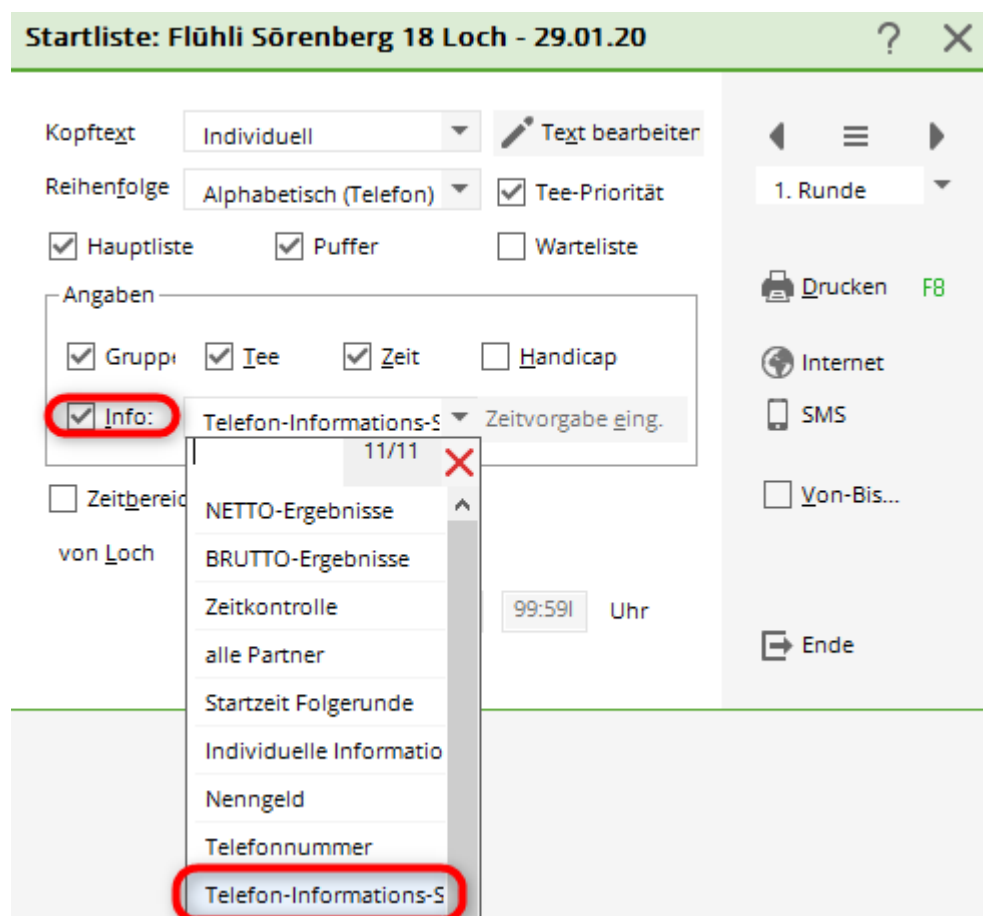 Startliste: Flühli Sörenberg 18 Loch - 29.01.20 ?
Kopftext Individuell Text bearbeiten
Reihenfolge Alphabetisch (Telefon) Tee-Priorität 1. Runde
Hauptliste Puffer Warteliste
Angaben
Drucken F8
Gruppe Tee Zeit Handicap
Internet
Info: Telefon-Informations-S Zeitvorgabe eing.
SMS
11/11
Zeitbereic
Von-Bis...
NETTO-Ergebnisse
von Loch
BRUTTO-Ergebnisse
Zeitkontrolle
99:59 Uhr
alle Partner
Ende
Startzeit Folgerunde
Individuelle Informatio
Nenngeld
Telefonnummer
Telefon-Informations-S